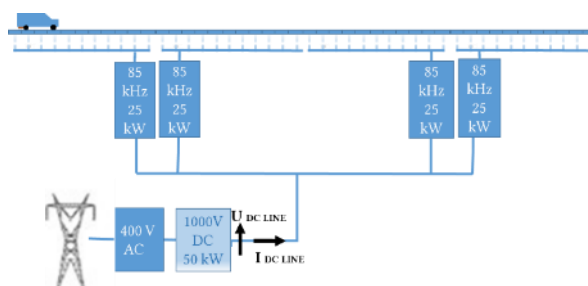 85
kHz
25
kW
85
kHz
25
kW
85
kHz
25
kW
85
kHz
25
kW
400 V
AC
1000V
DC
50 kW
U DC LINE
I DC LINE